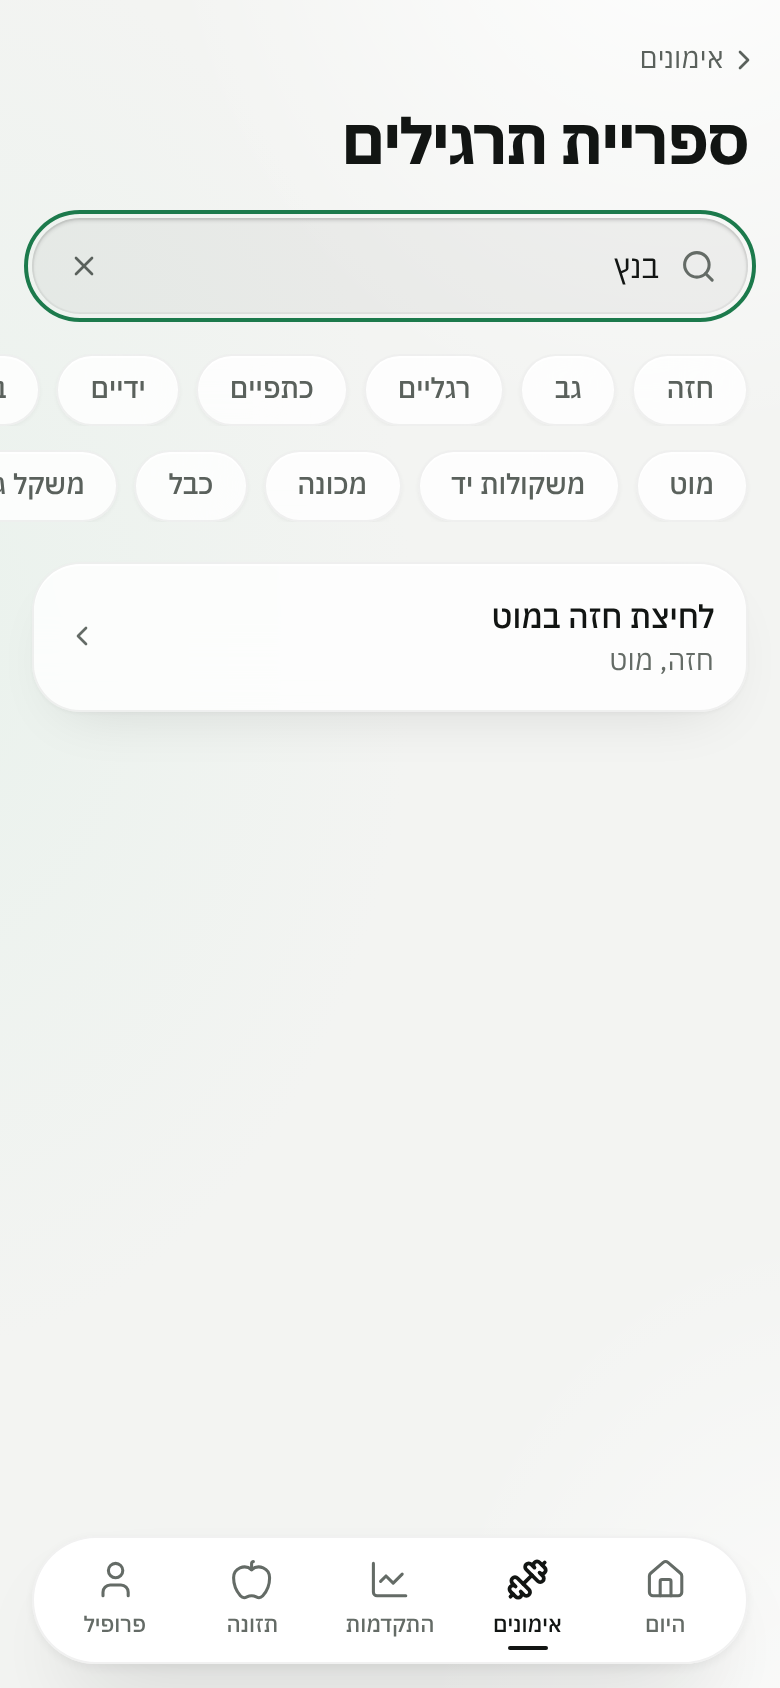 אימונים
ספריית תרגילים
בנץ
חזה גב רגליים כתפיים ידיים
מוט משקולות יד מכונה כבל משקל
לחיצת חזה במוט
חזה, מוט
היום אימונים התקדמות תזונה פרופיל